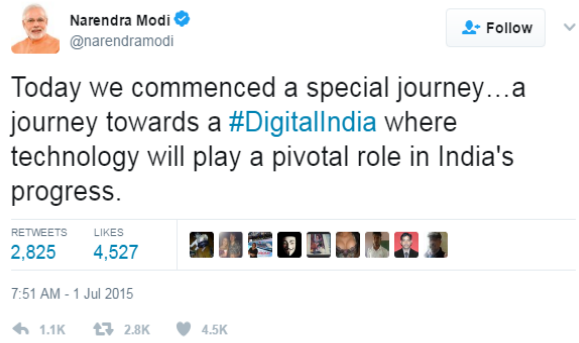 Narendra Modi
@narendramodi
Follow
Today we commenced a special journey...a
journey towards a #DigitalIndia where
technology will play a pivotal role in India's
progress.
RETWEETS LIKES
2,825 4,527
7:51 AM - 1 Jul 2015
1.1K 2.8K 4.5K